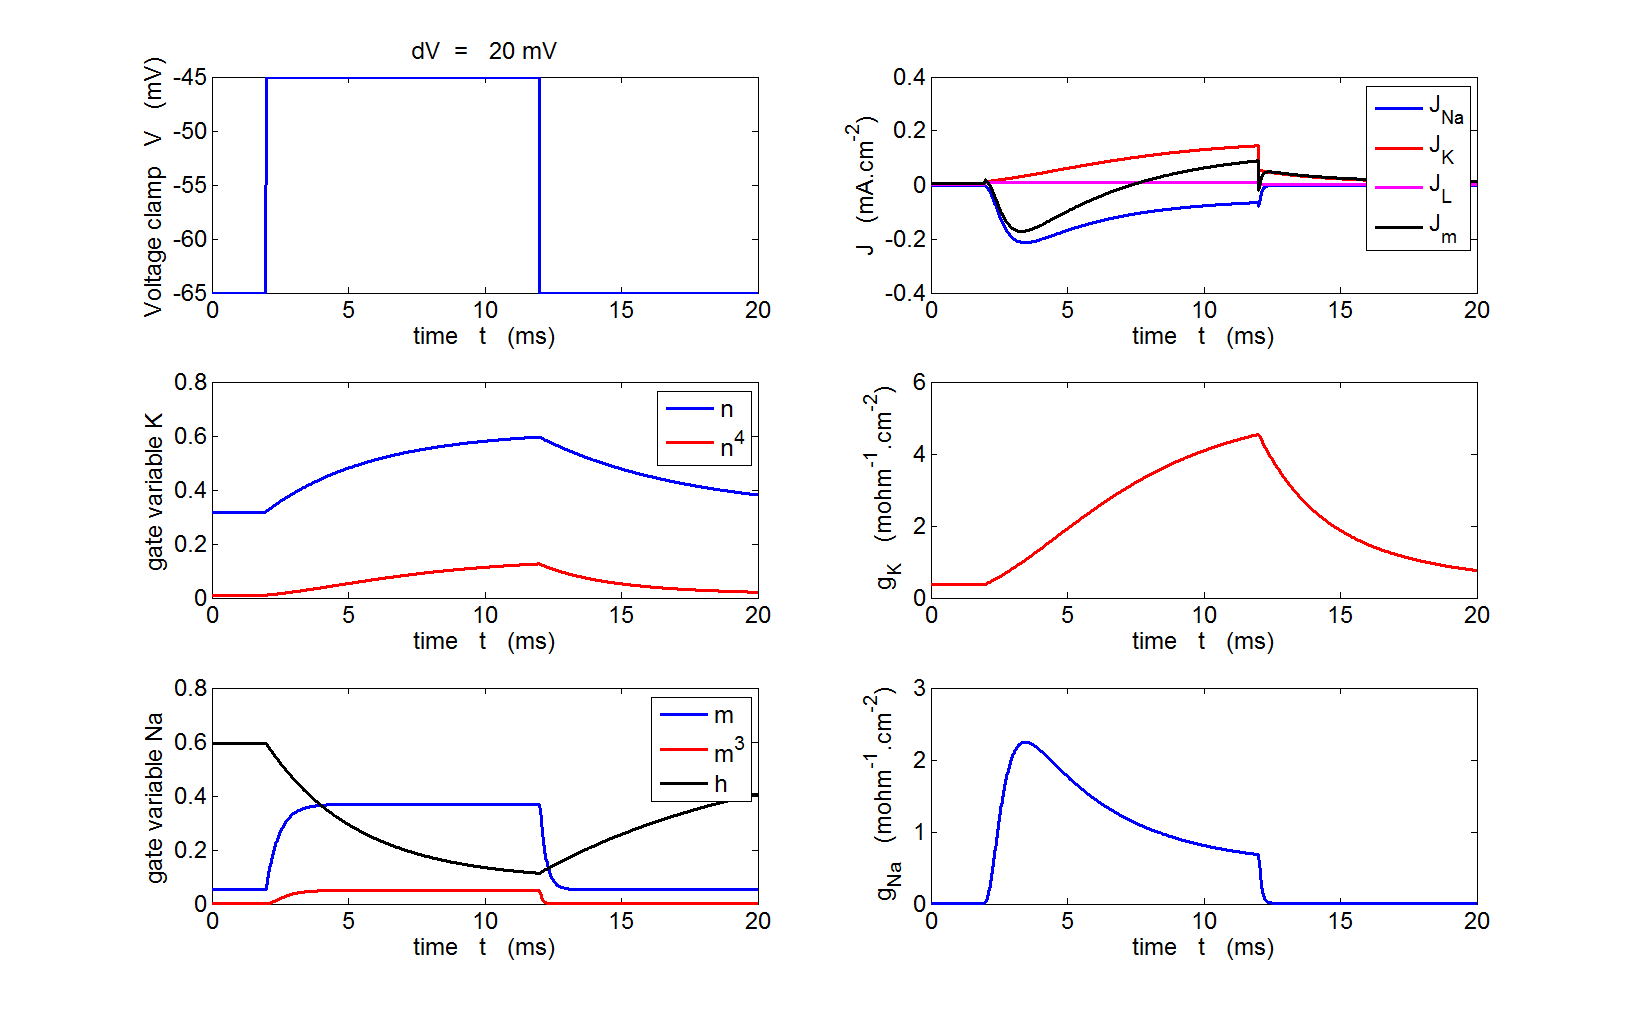 dV = 20 mV
Voltage clamp V (mV)
-45
-50
-55
-60
-65
0 5 10 15 20
time t (ms)
J (mA.cm-2)
0.4
0.2
0
-0.2
-0.4
0 5 10 15 20
time t (ms)
JNa
JK
JL
Jm
gate variable K
0.8
0.6
0.4
0.2
0
0 5 10 15 20
time t (ms)
n
n4
gK (mohm-1.cm-2)
6
4
2
0
0 5 10 15 20
time t (ms)
gate variable Na
0.8
0.6
0.4
0.2
0
0 5 10 15 20
time t (ms)
m
m3
h
gNa (mohm-1.cm-2)
3
2
1
0
0 5 10 15 20
time t (ms)